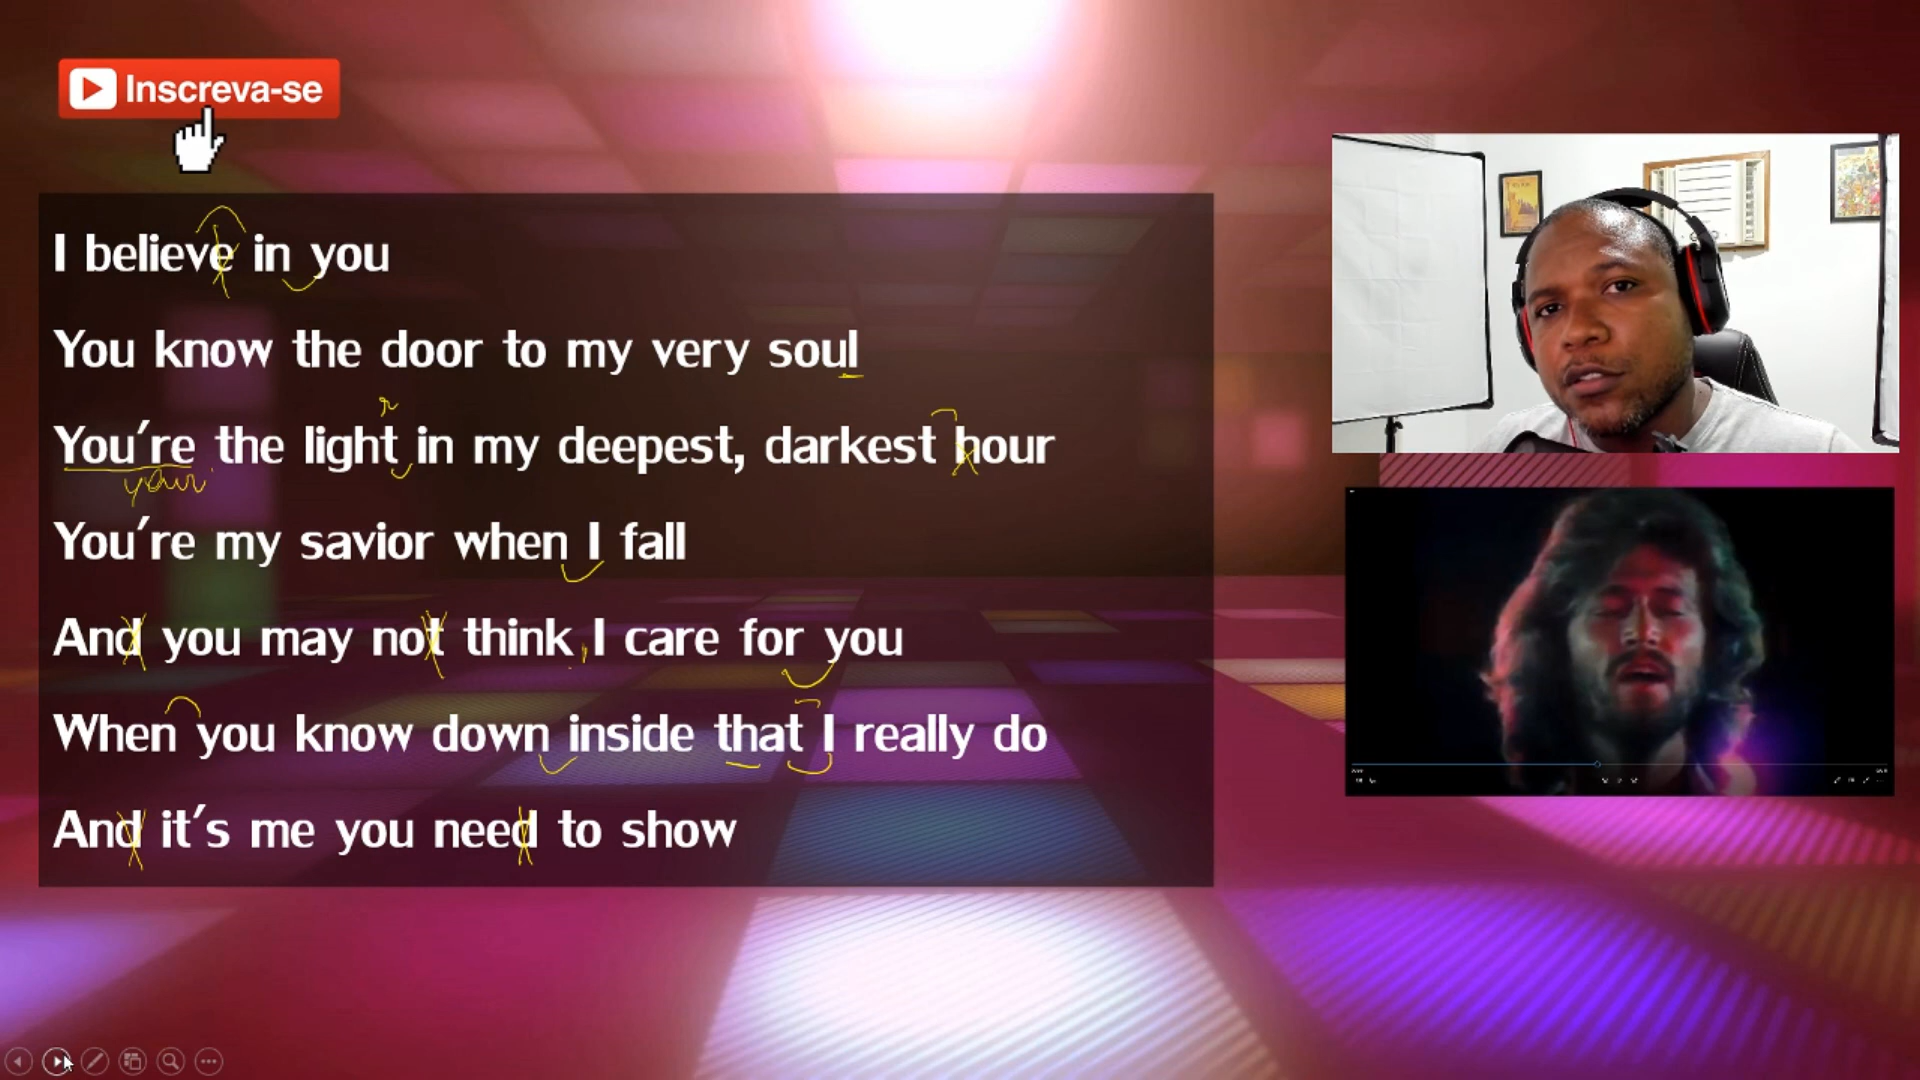 Inscreva-se
I believe in you
You know the door to my very soul
r
You're the light in my deepest, darkest hour
your
You're my savior when I fall
And you may not think I care for you
When you know down inside that I really do
And it's me you need to show